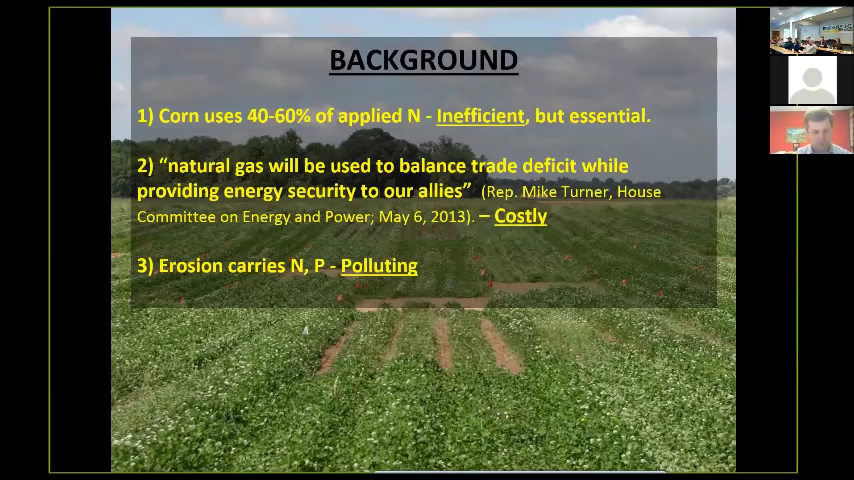 BACKGROUND
1) Corn uses 40-60% of applied N - Inefficient, but essential.
2) “natural gas will be used to balance trade deficit while
providing energy security to our allies” (Rep. Mike Turner, House
Committee on Energy and Power; May 6, 2013). – Costly
3) Erosion carries N, P - Polluting